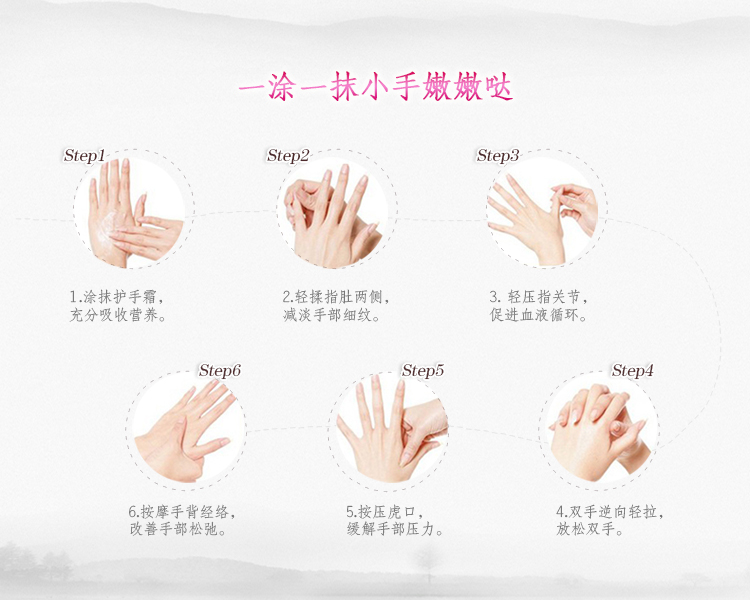 一涂一抹小手嫩嫩哒
Step1
1.涂抹护手霜，
充分吸收营养。
Step2
2.轻揉指肚两侧，
减淡手部细纹。
Step3
3. 轻压指关节，
促进血液循环。
Step4
4.双手逆向轻拉，
放松双手。
Step5
5.按压虎口，
缓解手部压力。
Step6
6.按摩手背经络，
改善手部松弛。